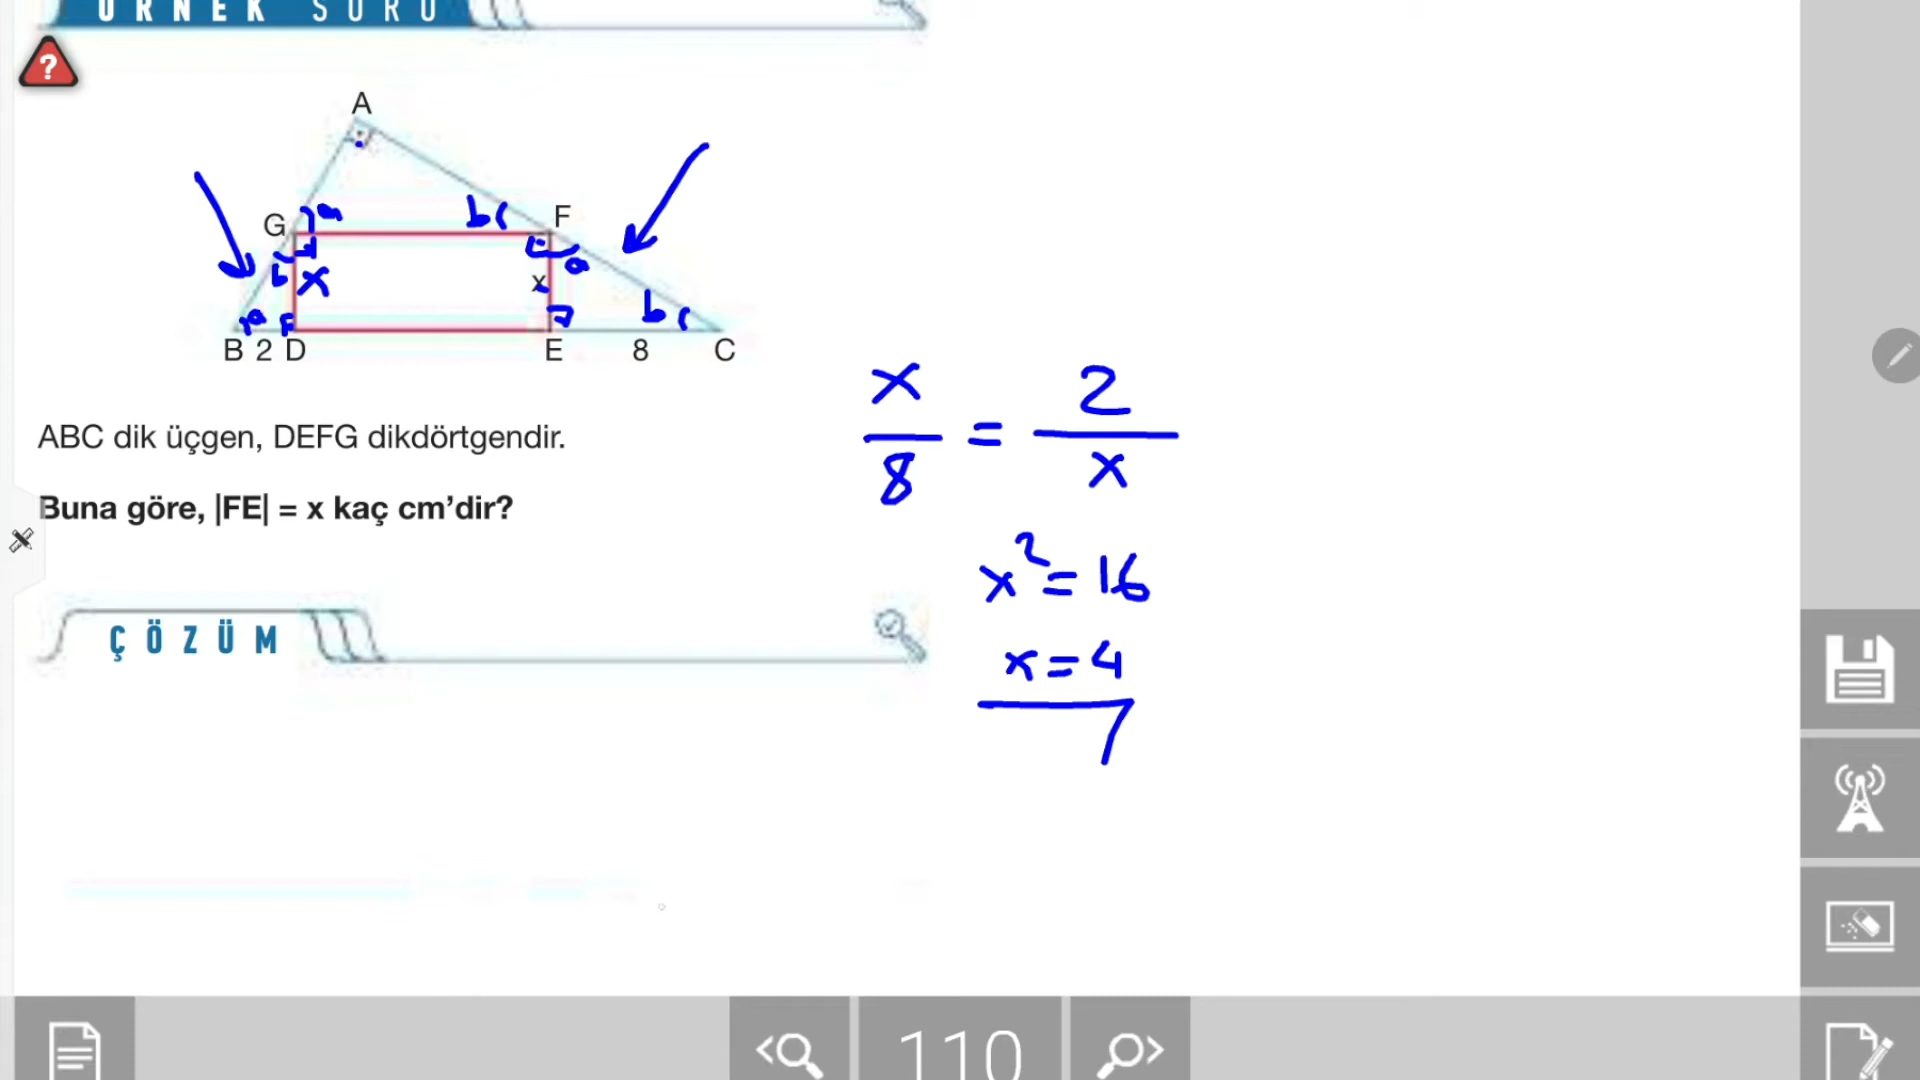 ÖRNEK SORU
?
A
b
G
F
a
b
x
x
a
b
B 2 D
E
8
C
ABC dik üçgen, DEFG dikdörtgendir.
Buna göre, |FE| = x kaç cm’dir?
x/8 = 2/x
x² = 16
x = 4
ÇÖZÜM
<
110
>